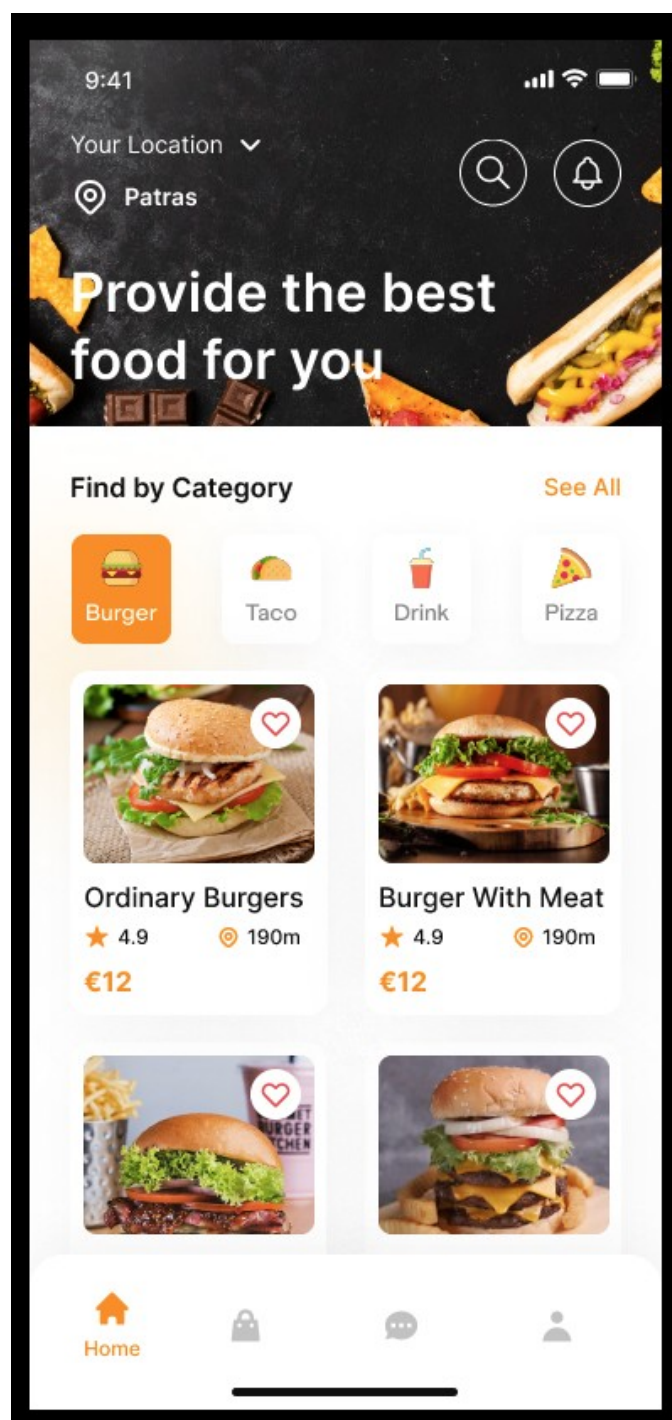 9:41
Your Location
Patras
Provide the best
food for you
Find by Category
See All
Burger
Taco
Drink
Pizza
Ordinary Burgers
4.9
190m
€12
Burger With Meat
4.9
190m
€12
Home